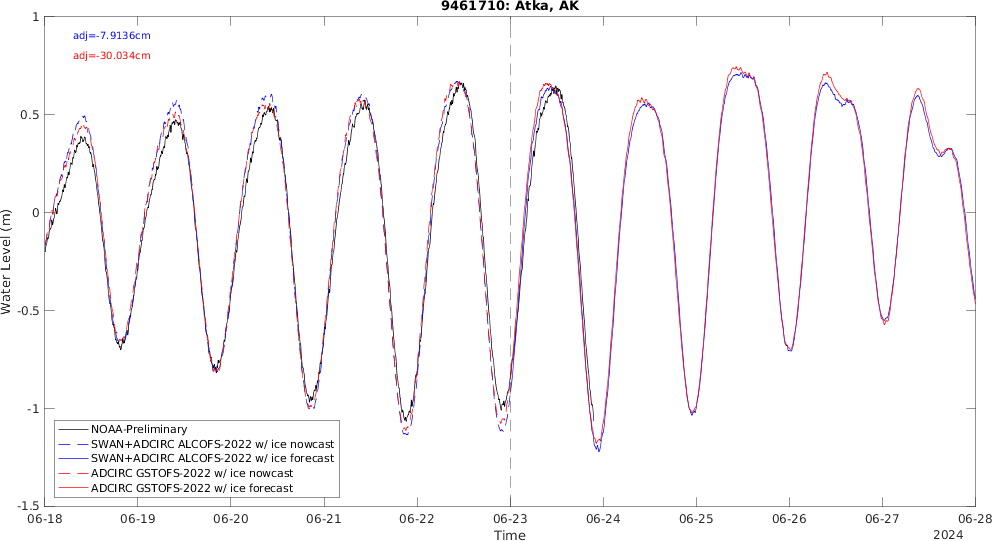 9461710: Atka, AK
adj=-7.9136cm
adj=-30.034cm
1
0.5
0
-0.5
-1
-1.5
Water Level (m)
NOAA-Preliminary
SWAN+ADCIRC ALCOFS-2022 w/ ice nowcast
SWAN+ADCIRC ALCOFS-2022 w/ ice forecast
ADCIRC GSTOFS-2022 w/ ice nowcast
ADCIRC GSTOFS-2022 w/ ice forecast
06-18 06-19 06-20 06-21 06-22 06-23 06-24 06-25 06-26 06-27 06-28
Time
2024